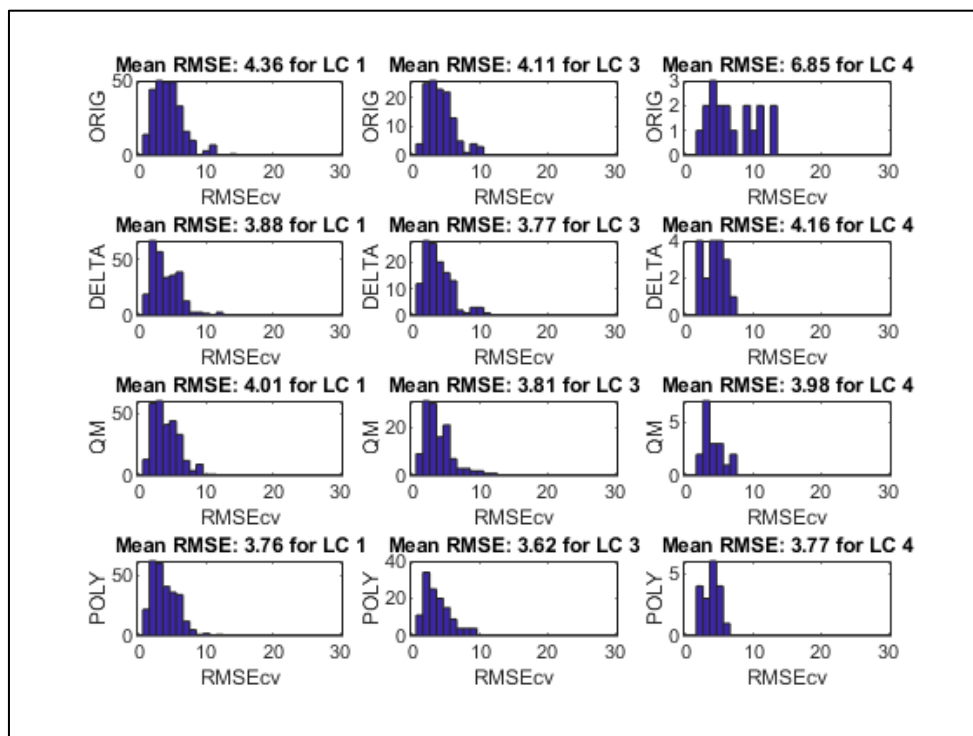 Mean RMSE: 4.36 for LC 1 Mean RMSE: 4.11 for LC 3 Mean RMSE: 6.85 for LC 4
ORIG 50 0 ORIG 20 10 0 ORIG 3 2 1 0
0 10 20 30 0 10 20 30 0 10 20 30
RMSEcv RMSEcv RMSEcv
Mean RMSE: 3.88 for LC 1 Mean RMSE: 3.77 for LC 3 Mean RMSE: 4.16 for LC 4
DELTA 50 0 DELTA 20 10 0 DELTA 4 2 0
0 10 20 30 0 10 20 30 0 10 20 30
RMSEcv RMSEcv RMSEcv
Mean RMSE: 4.01 for LC 1 Mean RMSE: 3.81 for LC 3 Mean RMSE: 3.98 for LC 4
QM 50 0 QM 20 0 QM 5 0
0 10 20 30 0 10 20 30 0 10 20 30
RMSEcv RMSEcv RMSEcv
Mean RMSE: 3.76 for LC 1 Mean RMSE: 3.62 for LC 3 Mean RMSE: 3.77 for LC 4
POLY 50 0 POLY 40 20 0 POLY 5 0
0 10 20 30 0 10 20 30 0 10 20 30
RMSEcv RMSEcv RMSEcv